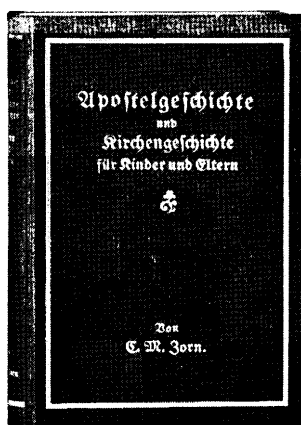 Apostelgeschichte
und
Kirchengeschichte
für Kinder und Eltern
Von
C. M. Zorn.